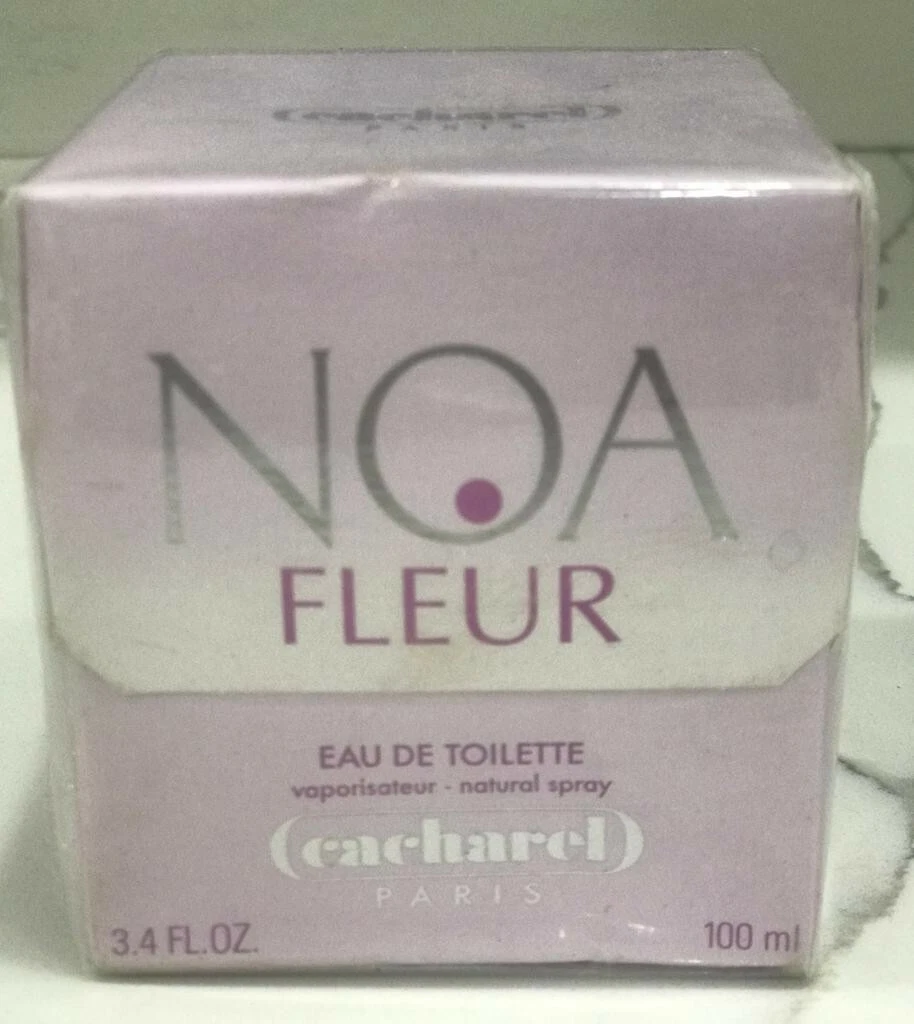 cacharel
PARIS
NOA
FLEUR
EAU DE TOILETTE
vaporisateur - natural spray
(cacharel)
PARIS
3.4 FL.OZ.
100 ml